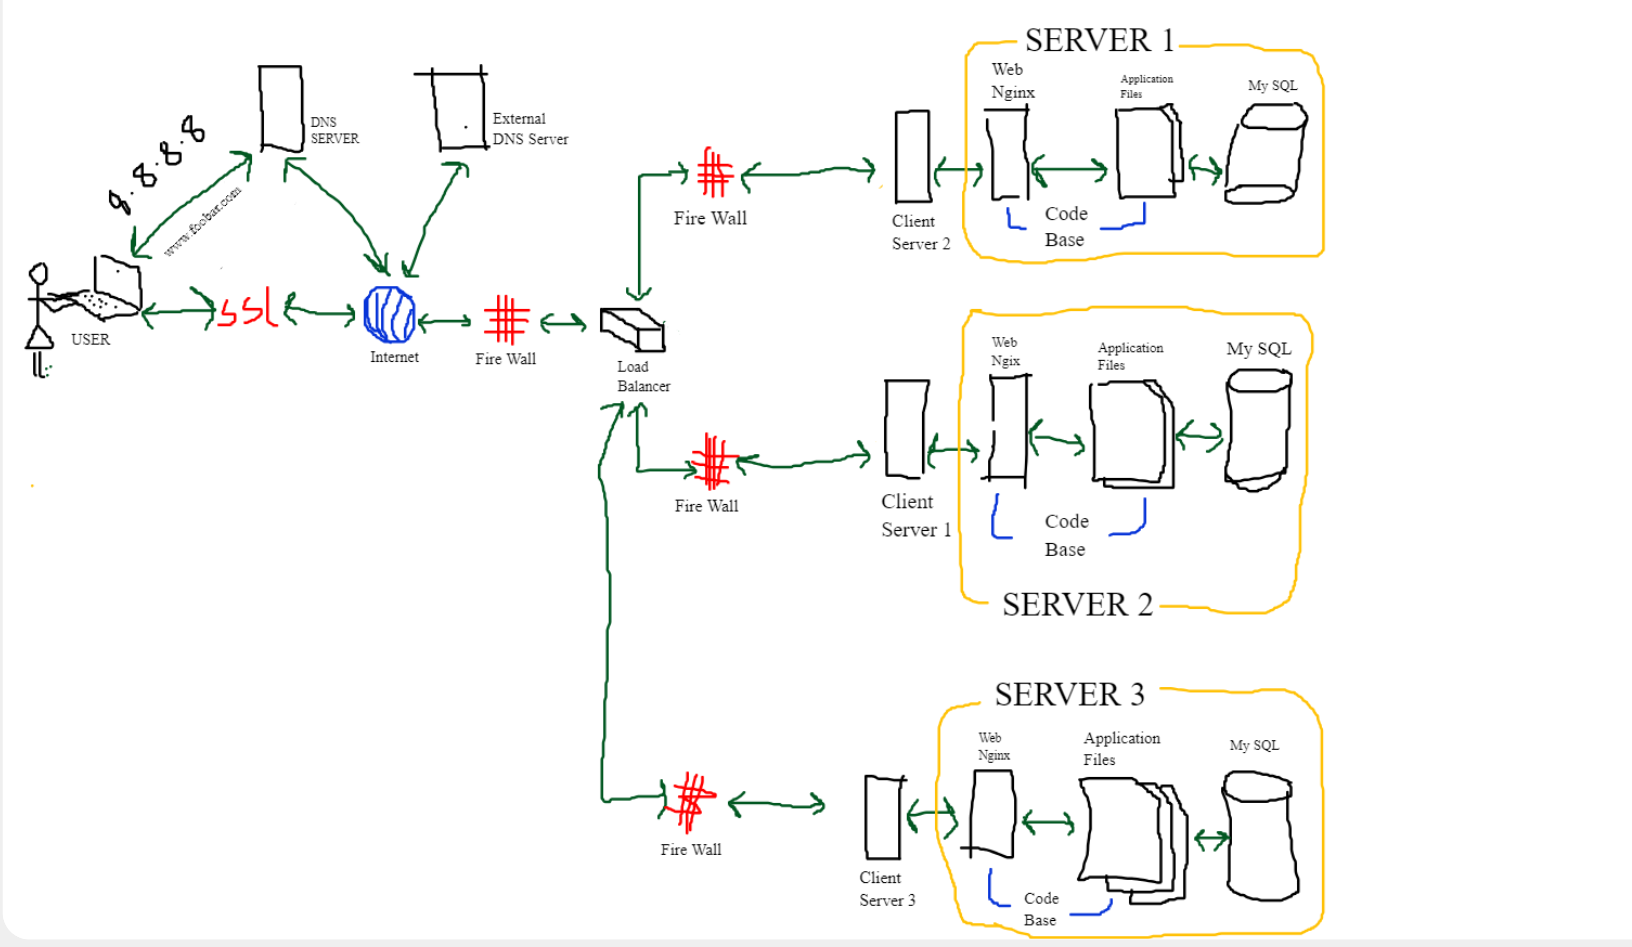 SERVER 1
Web
Nginx
Application
Files
My SQL
DNS
SERVER
External
DNS Server
8.8.8.8
www.foobar.com
Fire Wall
Client
Server 2
Code
Base
USER
ssl
Internet
Fire Wall
Load
Balancer
Web
Ngix
Application
Files
My SQL
Fire Wall
Client
Server 1
Code
Base
SERVER 2
SERVER 3
Web
Nginx
Application
Files
My SQL
Fire Wall
Client
Server 3
Code
Base